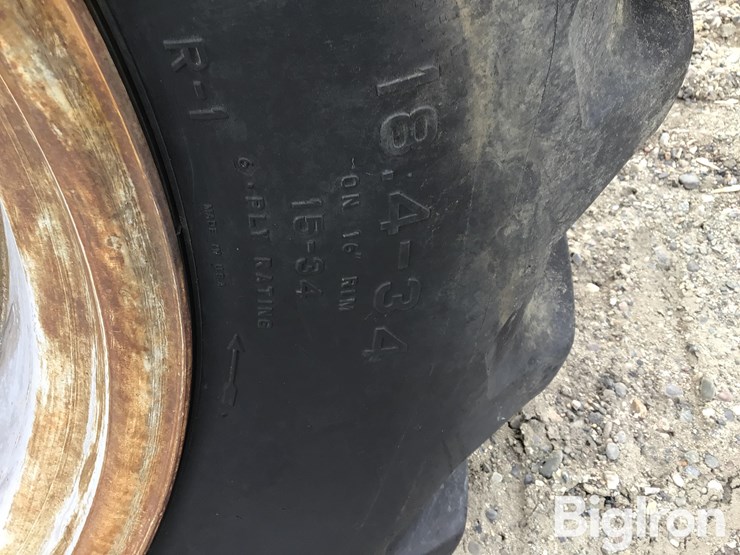 18.4-34
-ON 16" RIM
15-34
6 - PLY RATING
MADE IN USA
R-1
BigIron